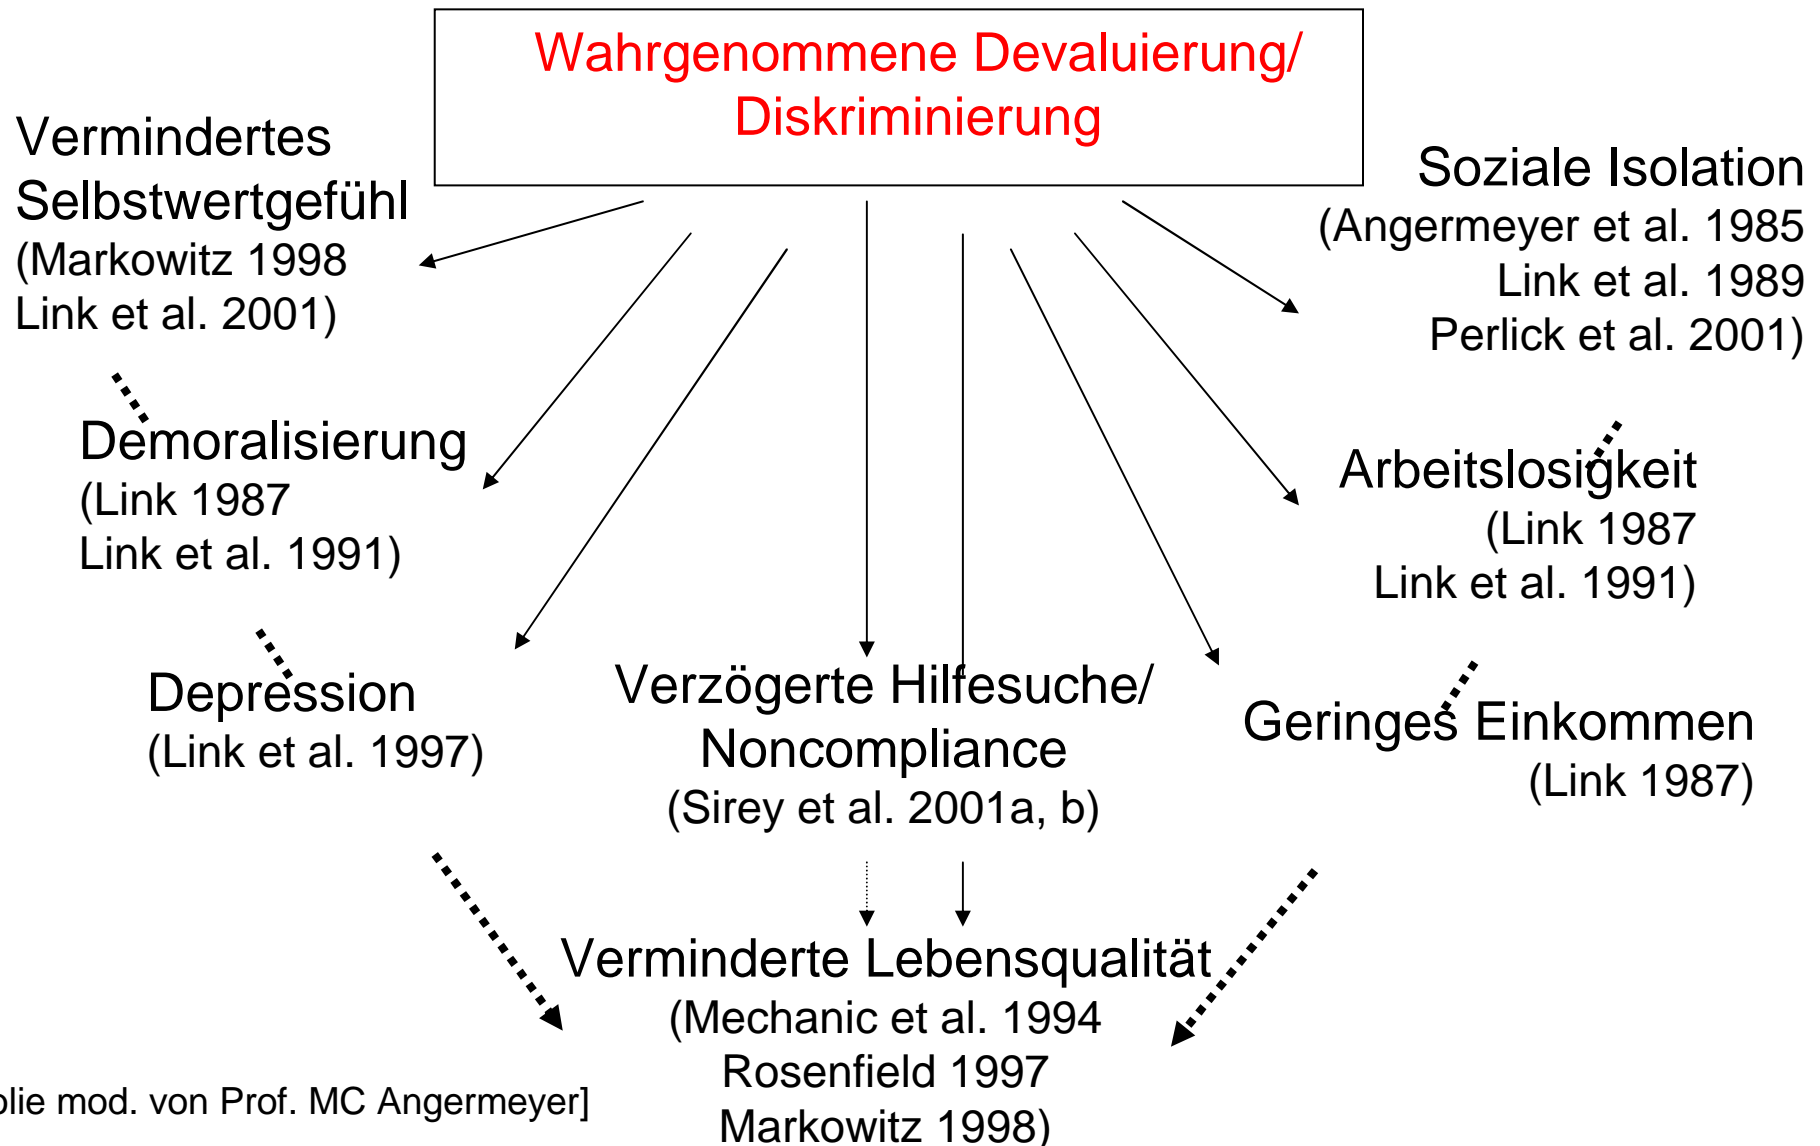 Wahrgenommene Devaluierung/
Diskriminierung
Vermindertes
Selbstwertgefühl
(Markowitz 1998
Link et al. 2001)
Soziale Isolation
(Angermeyer et al. 1985
Link et al. 1989
Perlick et al. 2001)
Demoralisierung
(Link 1987
Link et al. 1991)
Arbeitslosigkeit
(Link 1987
Link et al. 1991)
Depression
(Link et al. 1997)
Verzögerte Hilfesuche/
Noncompliance
(Sirey et al. 2001a, b)
Geringes Einkommen
(Link 1987)
Verminderte Lebensqualität
(Mechanic et al. 1994
Rosenfield 1997
Markowitz 1998)
olie mod. von Prof. MC Angermeyer]